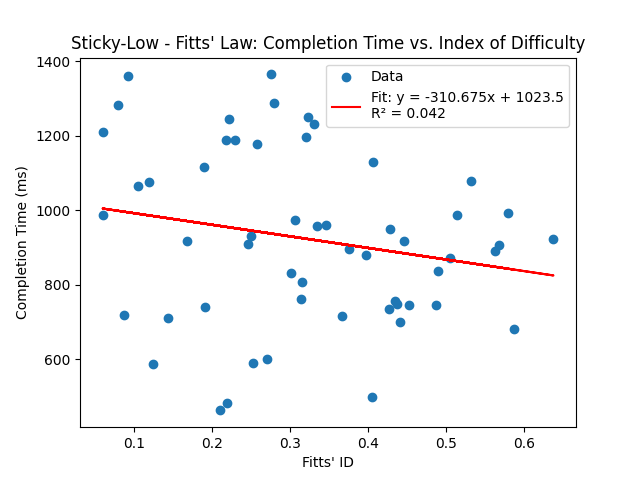 Sticky-Low - Fitts' Law: Completion Time vs. Index of Difficulty
Data
Fit: y = -310.675x + 1023.5
R² = 0.042
1400
1200
1000
800
600
Completion Time (ms)
0.1 0.2 0.3 0.4 0.5 0.6
Fitts' ID